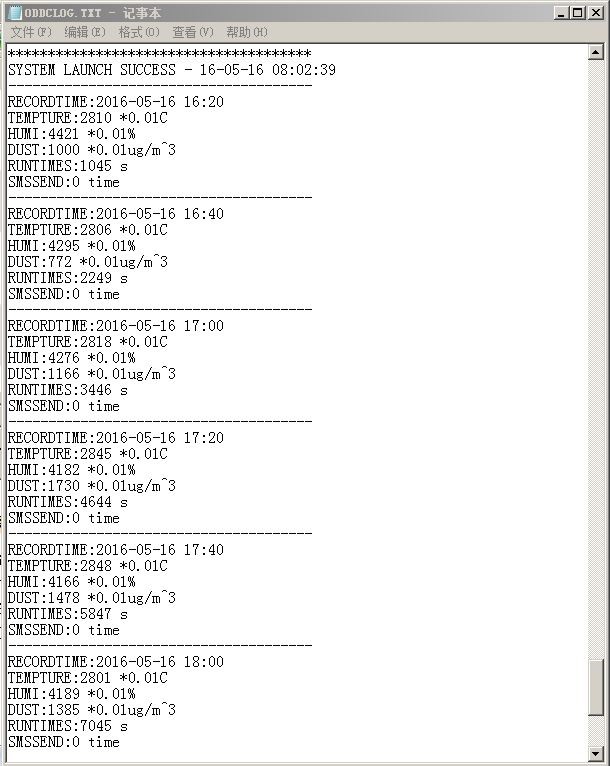 ODDCLOG.TXT - 记事本
文件(F) 编辑(E) 格式(O) 查看(V) 帮助(H)
**************************************
SYSTEM LAUNCH SUCCESS - 16-05-16 08:02:39
--------------------------------------
RECORDTIME:2016-05-16 16:20
TEMPTURE:2810 *0.01C
HUMI:4421 *0.01%
DUST:1000 *0.01ug/m^3
RUNTIMES:1045 s
SMSSEND:0 time
--------------------------------------
RECORDTIME:2016-05-16 16:40
TEMPTURE:2806 *0.01C
HUMI:4295 *0.01%
DUST:772 *0.01ug/m^3
RUNTIMES:2249 s
SMSSEND:0 time
--------------------------------------
RECORDTIME:2016-05-16 17:00
TEMPTURE:2818 *0.01C
HUMI:4276 *0.01%
DUST:1166 *0.01ug/m^3
RUNTIMES:3446 s
SMSSEND:0 time
--------------------------------------
RECORDTIME:2016-05-16 17:20
TEMPTURE:2845 *0.01C
HUMI:4182 *0.01%
DUST:1730 *0.01ug/m^3
RUNTIMES:4644 s
SMSSEND:0 time
--------------------------------------
RECORDTIME:2016-05-16 17:40
TEMPTURE:2848 *0.01C
HUMI:4166 *0.01%
DUST:1478 *0.01ug/m^3
RUNTIMES:5847 s
SMSSEND:0 time
--------------------------------------
RECORDTIME:2016-05-16 18:00
TEMPTURE:2801 *0.01C
HUMI:4189 *0.01%
DUST:1385 *0.01ug/m^3
RUNTIMES:7045 s
SMSSEND:0 time